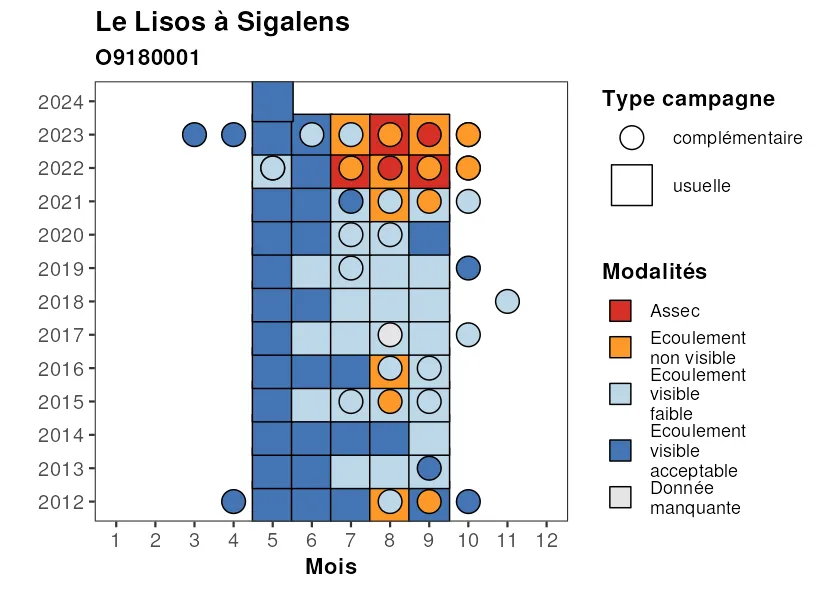 Le Lisos à Sigalens
O9180001
2024
2023
2022
2021
2020
2019
2018
2017
2016
2015
2014
2013
2012
1 2 3 4 5 6 7 8 9 10 11 12
Mois
Type campagne
complémentaire
usuelle
Modalités
Assec
Ecoulement
non visible
Ecoulement
visible
faible
Ecoulement
visible
acceptable
Donnée
manquante